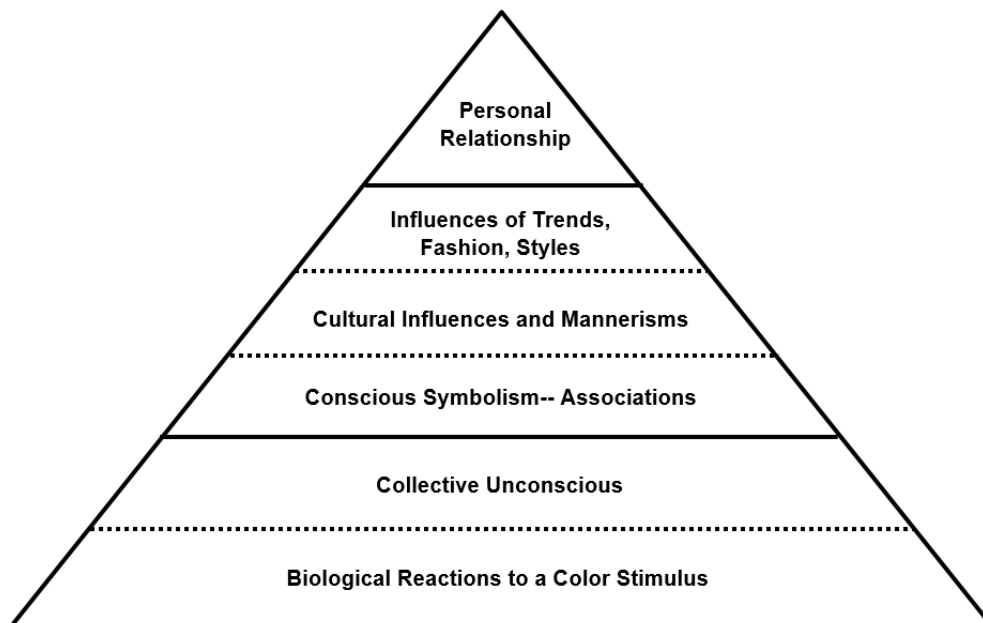 Personal
Relationship
Influences of Trends,
Fashion, Styles
Cultural Influences and Mannerisms
Conscious Symbolism-- Associations
Collective Unconscious
Biological Reactions to a Color Stimulus